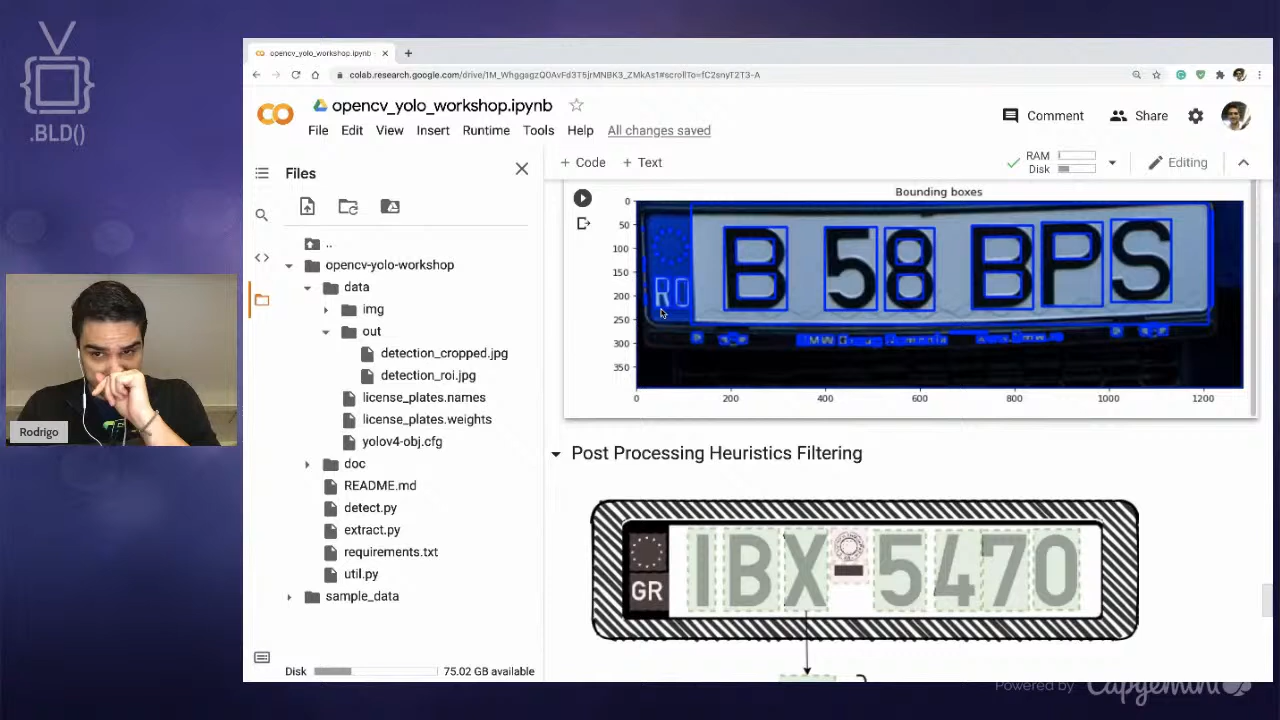 .BLD()
Rodrigo
opencv_yolo_workshop.ipynb
colab.research.google.com/drive/1M_WhggagzQ0AvFd3T5jrMNBK3_ZMkAs1#scrollTo=fC2snyT2T3-A
opencv_yolo_workshop.ipynb
File Edit View Insert Runtime Tools Help All changes saved
Comment Share
Files
+ Code + Text
RAM
Disk
Editing
..
opencv-yolo-workshop
data
img
out
detection_cropped.jpg
detection_roi.jpg
license_plates.names
license_plates.weights
yolov4-obj.cfg
doc
README.md
detect.py
extract.py
requirements.txt
util.py
sample_data
Disk 75.02 GB available
Bounding boxes
0
50
100
150
200
250
300
350
RO B 58 BPS
0 200 400 600 800 1000 1200
Post Processing Heuristics Filtering
GR IBX-5470
Powered by Capgemini